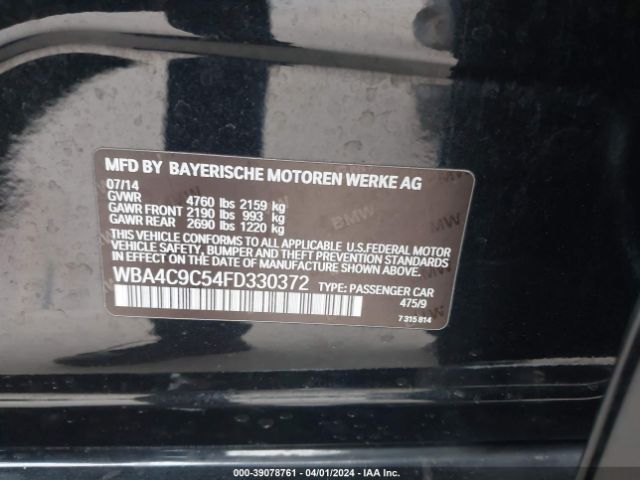 MFD BY BAYERISCHE MOTOREN WERKE AG
07/14
GVWR 4760 lbs 2159 kg
GAWR FRONT 2190 lbs 993 kg
GAWR REAR 2690 lbs 1220 kg
THIS VEHICLE CONFORMS TO ALL APPLICABLE U.S.FEDERAL MOTOR
VEHICLE SAFETY, BUMPER AND THEFT PREVENTION STANDARDS
IN EFFECT ON THE DATE OF MANUFACTURE SHOWN ABOVE.
WBA4C9C54FD330372 TYPE: PASSENGER CAR
475/9
7 315 814
000-39078761 - 04/01/2024 - IAA Inc.